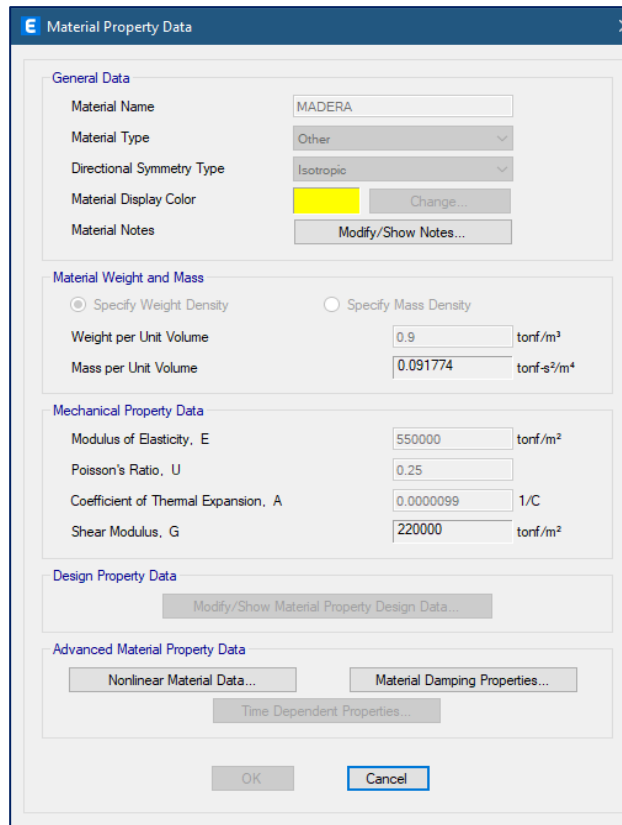 E Material Property Data
General Data
Material Name MADERA
Material Type Other
Directional Symmetry Type Isotropic
Material Display Color Change...
Material Notes Modify/Show Notes...
Material Weight and Mass
Specify Weight Density Specify Mass Density
Weight per Unit Volume 0.9 tonf/m³
Mass per Unit Volume 0.091774 tonf-s²/m⁴
Mechanical Property Data
Modulus of Elasticity, E 550000 tonf/m²
Poisson's Ratio, U 0.25
Coefficient of Thermal Expansion, A 0.0000099 1/C
Shear Modulus, G 220000 tonf/m²
Design Property Data
Modify/Show Material Property Design Data...
Advanced Material Property Data
Nonlinear Material Data... Material Damping Properties...
Time Dependent Properties...
OK Cancel